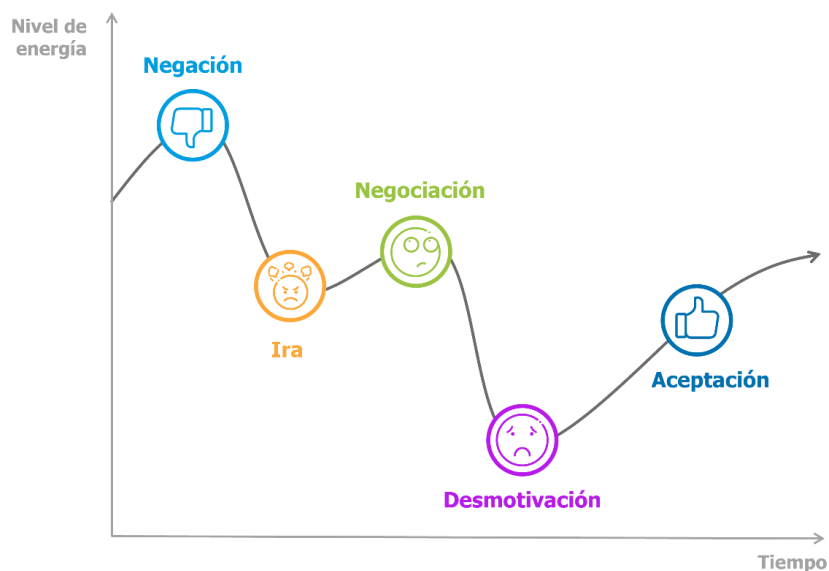 Nivel de
energía
Negación
Negociación
Ira
Aceptación
Desmotivación
Tiempo